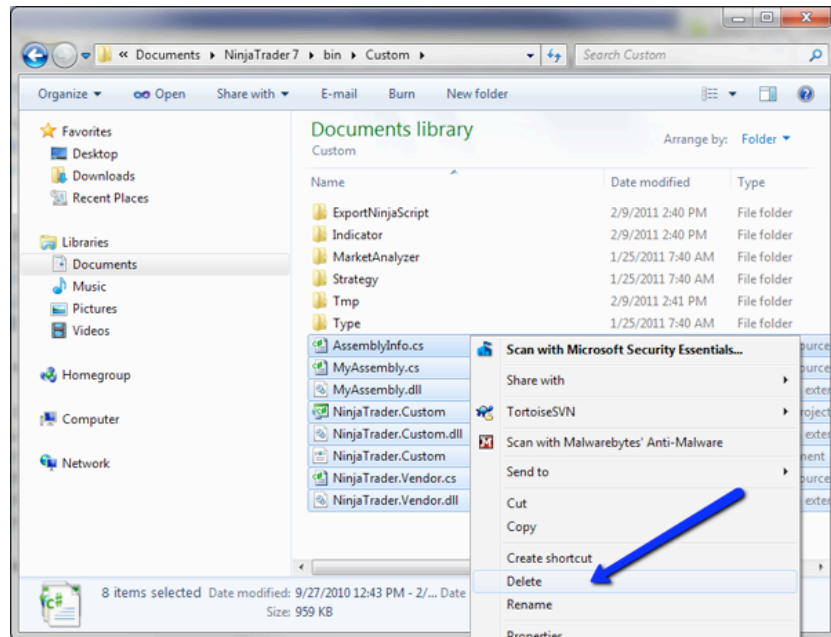 « Documents ▸ NinjaTrader 7 ▸ bin ▸ Custom ▸
Search Custom
Organize Open Share with E-mail Burn New folder
Favorites
Desktop
Downloads
Recent Places
Libraries
Documents
Music
Pictures
Videos
Homegroup
Computer
Network
Documents library
Custom
Arrange by: Folder
Name Date modified Type
ExportNinjaScript 2/9/2011 2:40 PM File folder
Indicator 2/9/2011 2:40 PM File folder
MarketAnalyzer 1/25/2011 7:40 AM File folder
Strategy 1/25/2011 7:40 AM File folder
Tmp 2/9/2011 2:41 PM File folder
Type 1/25/2011 7:40 AM File folder
AssemblyInfo.cs
MyAssembly.cs
MyAssembly.dll
NinjaTrader.Custom
NinjaTrader.Custom.dll
NinjaTrader.Custom
NinjaTrader.Vendor.cs
NinjaTrader.Vendor.dll
Scan with Microsoft Security Essentials...
Share with
TortoiseSVN
Scan with Malwarebytes' Anti-Malware
Send to
Cut
Copy
Create shortcut
Delete
Rename
Properties
8 items selected Date modified: 9/27/2010 12:43 PM - 2/... Date
Size: 959 KB